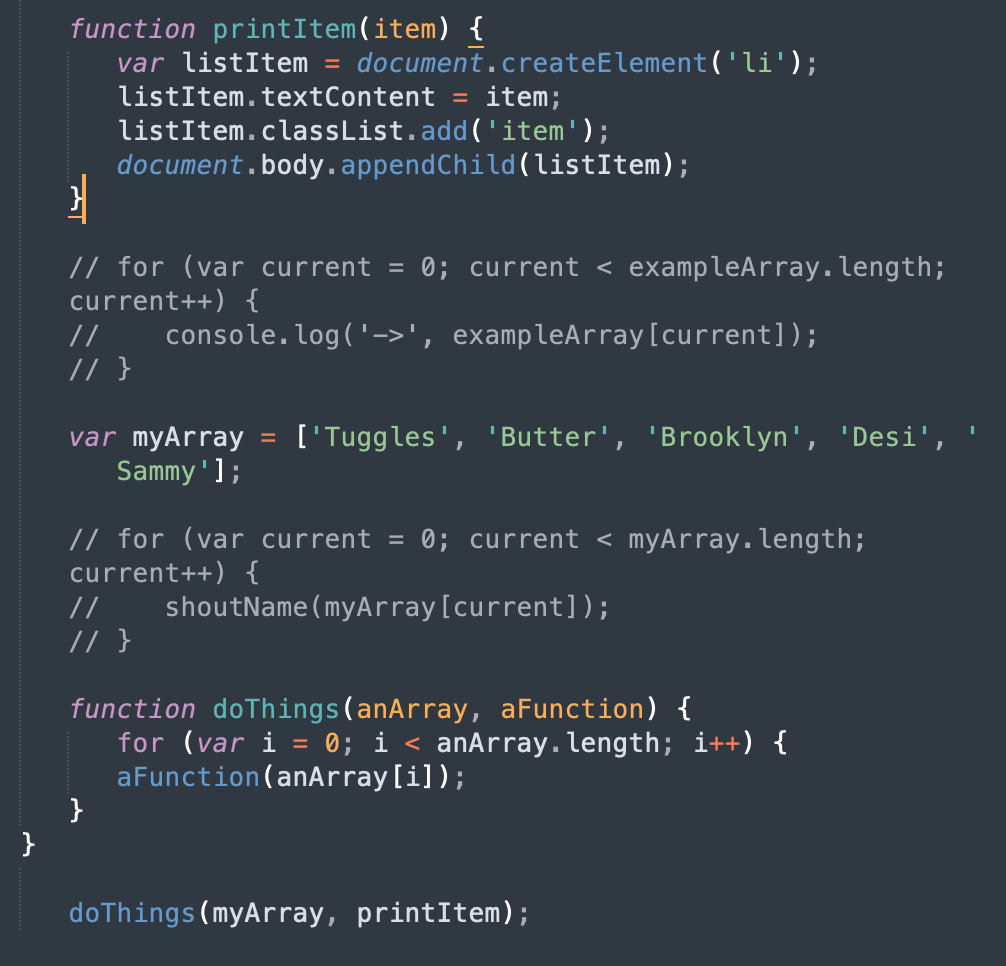 function printItem(item) {
var listItem = document.createElement('li');
listItem.textContent = item;
listItem.classList.add('item');
document.body.appendChild(listItem);
}
// for (var current = 0; current < exampleArray.length;
current++) {
//    console.log('->', exampleArray[current]);
// }
var myArray = ['Tuggles', 'Butter', 'Brooklyn', 'Desi', '
Sammy'];
// for (var current = 0; current < myArray.length;
current++) {
//    shoutName(myArray[current]);
// }
function doThings(anArray, aFunction) {
for (var i = 0; i < anArray.length; i++) {
aFunction(anArray[i]);
}
}
doThings(myArray, printItem);